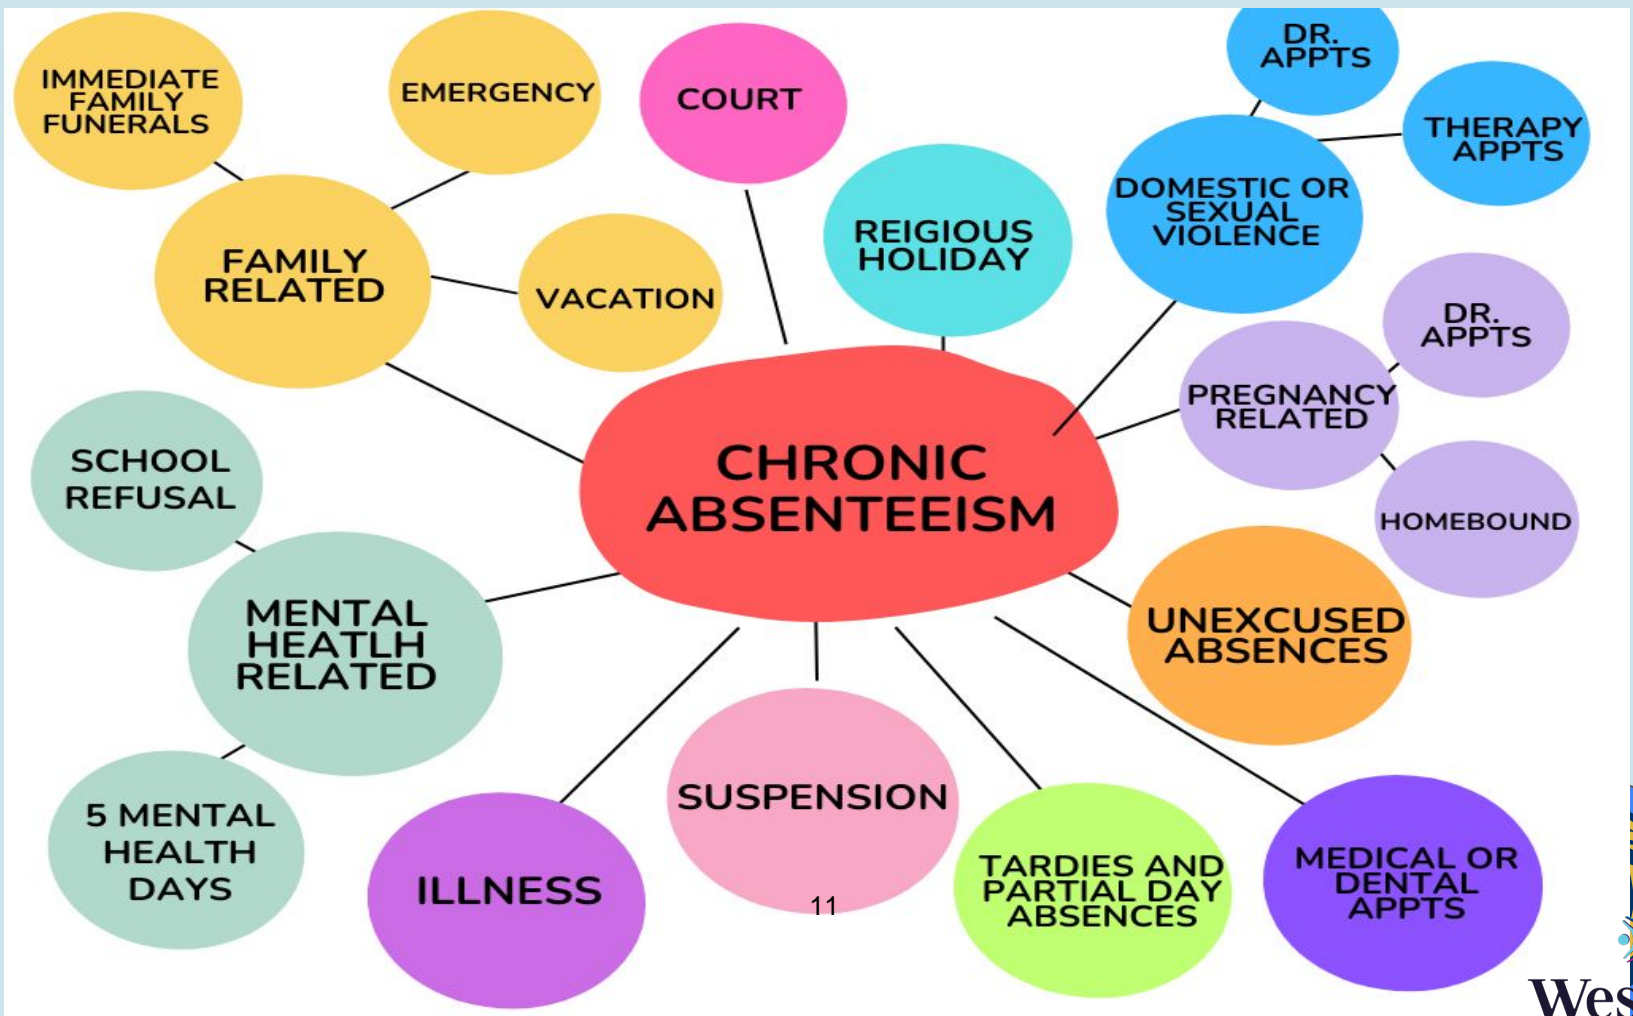 IMMEDIATE
FAMILY
FUNERALS
EMERGENCY
COURT
DR.
APPTS
THERAPY
APPTS
DOMESTIC OR
SEXUAL
VIOLENCE
REIGIOUS
HOLIDAY
FAMILY
RELATED
VACATION
DR.
APPTS
PREGNANCY
RELATED
HOMEBOUND
CHRONIC
ABSENTEEISM
SCHOOL
REFUSAL
MENTAL
HEATLH
RELATED
UNEXCUSED
ABSENCES
5 MENTAL
HEALTH
DAYS
ILLNESS
SUSPENSION
11
TARDIES AND
PARTIAL DAY
ABSENCES
MEDICAL OR
DENTAL
APPTS
Wes